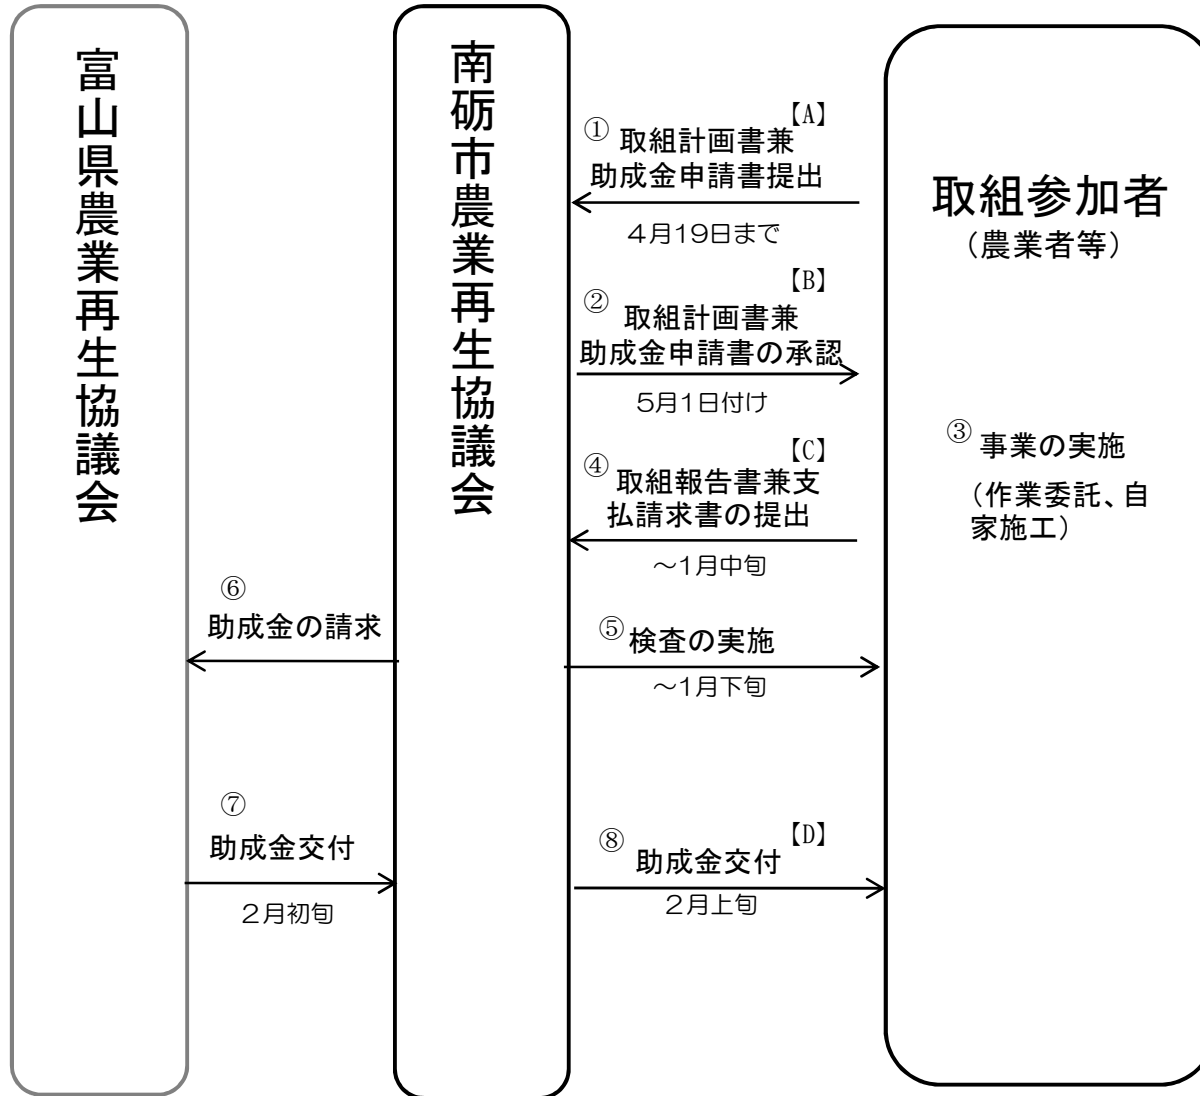 富山県農業再生協議会
南砺市農業再生協議会
【A】
① 取組計画書兼
助成金申請書提出
4月19日まで
【B】
② 取組計画書兼
助成金申請書の承認
5月1日付け
【C】
④ 取組報告書兼支
払請求書の提出
～1月中旬
⑤ 検査の実施
～1月下旬
⑥
助成金の請求
⑦
助成金交付
2月初旬
【D】
⑧ 助成金交付
2月上旬
取組参加者
（農業者等）
③ 事業の実施
（作業委託、自
家施工）